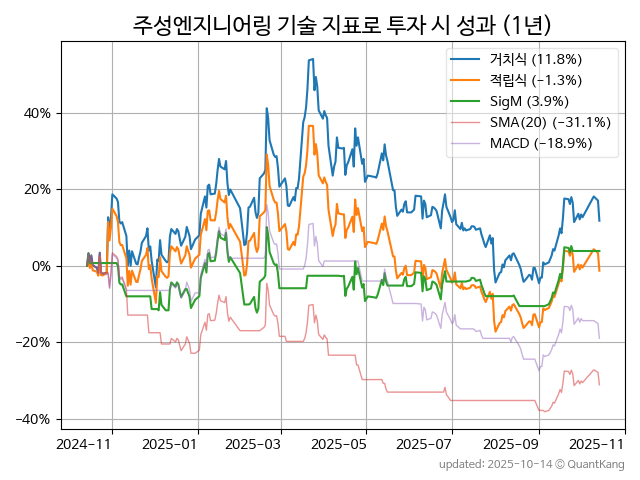 주성엔지니어링 기술 지표로 투자 시 성과 (1년)
거치식 (11.8%)
적립식 (−1.3%)
SigM (3.9%)
SMA(20) (−31.1%)
MACD (−18.9%)
40%
20%
0%
−20%
−40%
2024-11 2025-01 2025-03 2025-05 2025-07 2025-09 2025-11
updated: 2025-10-14 © QuantKang